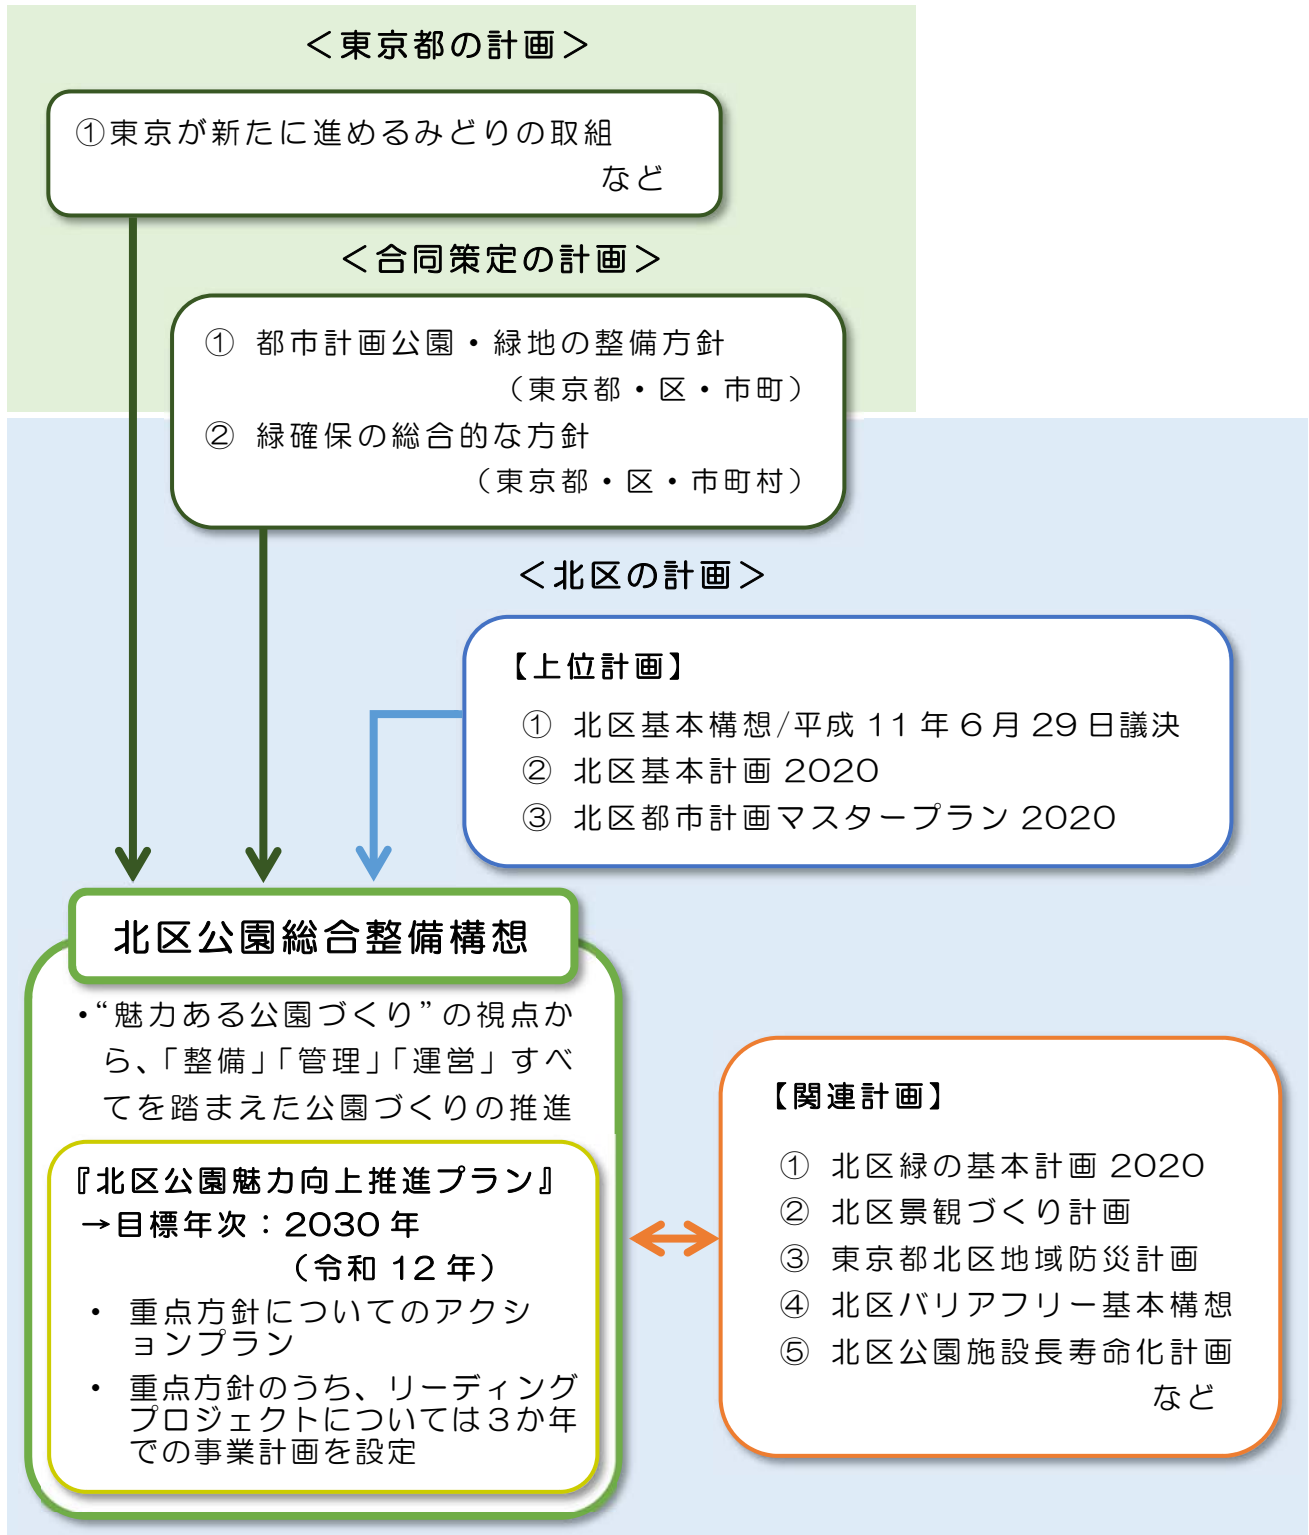 ＜東京都の計画＞
①東京が新たに進めるみどりの取組
など
＜合同策定の計画＞
① 都市計画公園・緑地の整備方針
（東京都・区・市町）
② 緑確保の総合的な方針
（東京都・区・市町村）
＜北区の計画＞
【上位計画】
① 北区基本構想/平成 11 年 6 月 29 日議決
② 北区基本計画 2020
③ 北区都市計画マスタープラン 2020
北区公園総合整備構想
・“魅力ある公園づくり”の視点か
ら、「整備」「管理」「運営」すべ
てを踏まえた公園づくりの推進
『北区公園魅力向上推進プラン』
→目標年次：2030 年
（令和 12 年）
・ 重点方針についてのアクシ
ョンプラン
・ 重点方針のうち、リーディング
プロジェクトについては３か年
での事業計画を設定
【関連計画】
① 北区緑の基本計画 2020
② 北区景観づくり計画
③ 東京都北区地域防災計画
④ 北区バリアフリー基本構想
⑤ 北区公園施設長寿命化計画
など